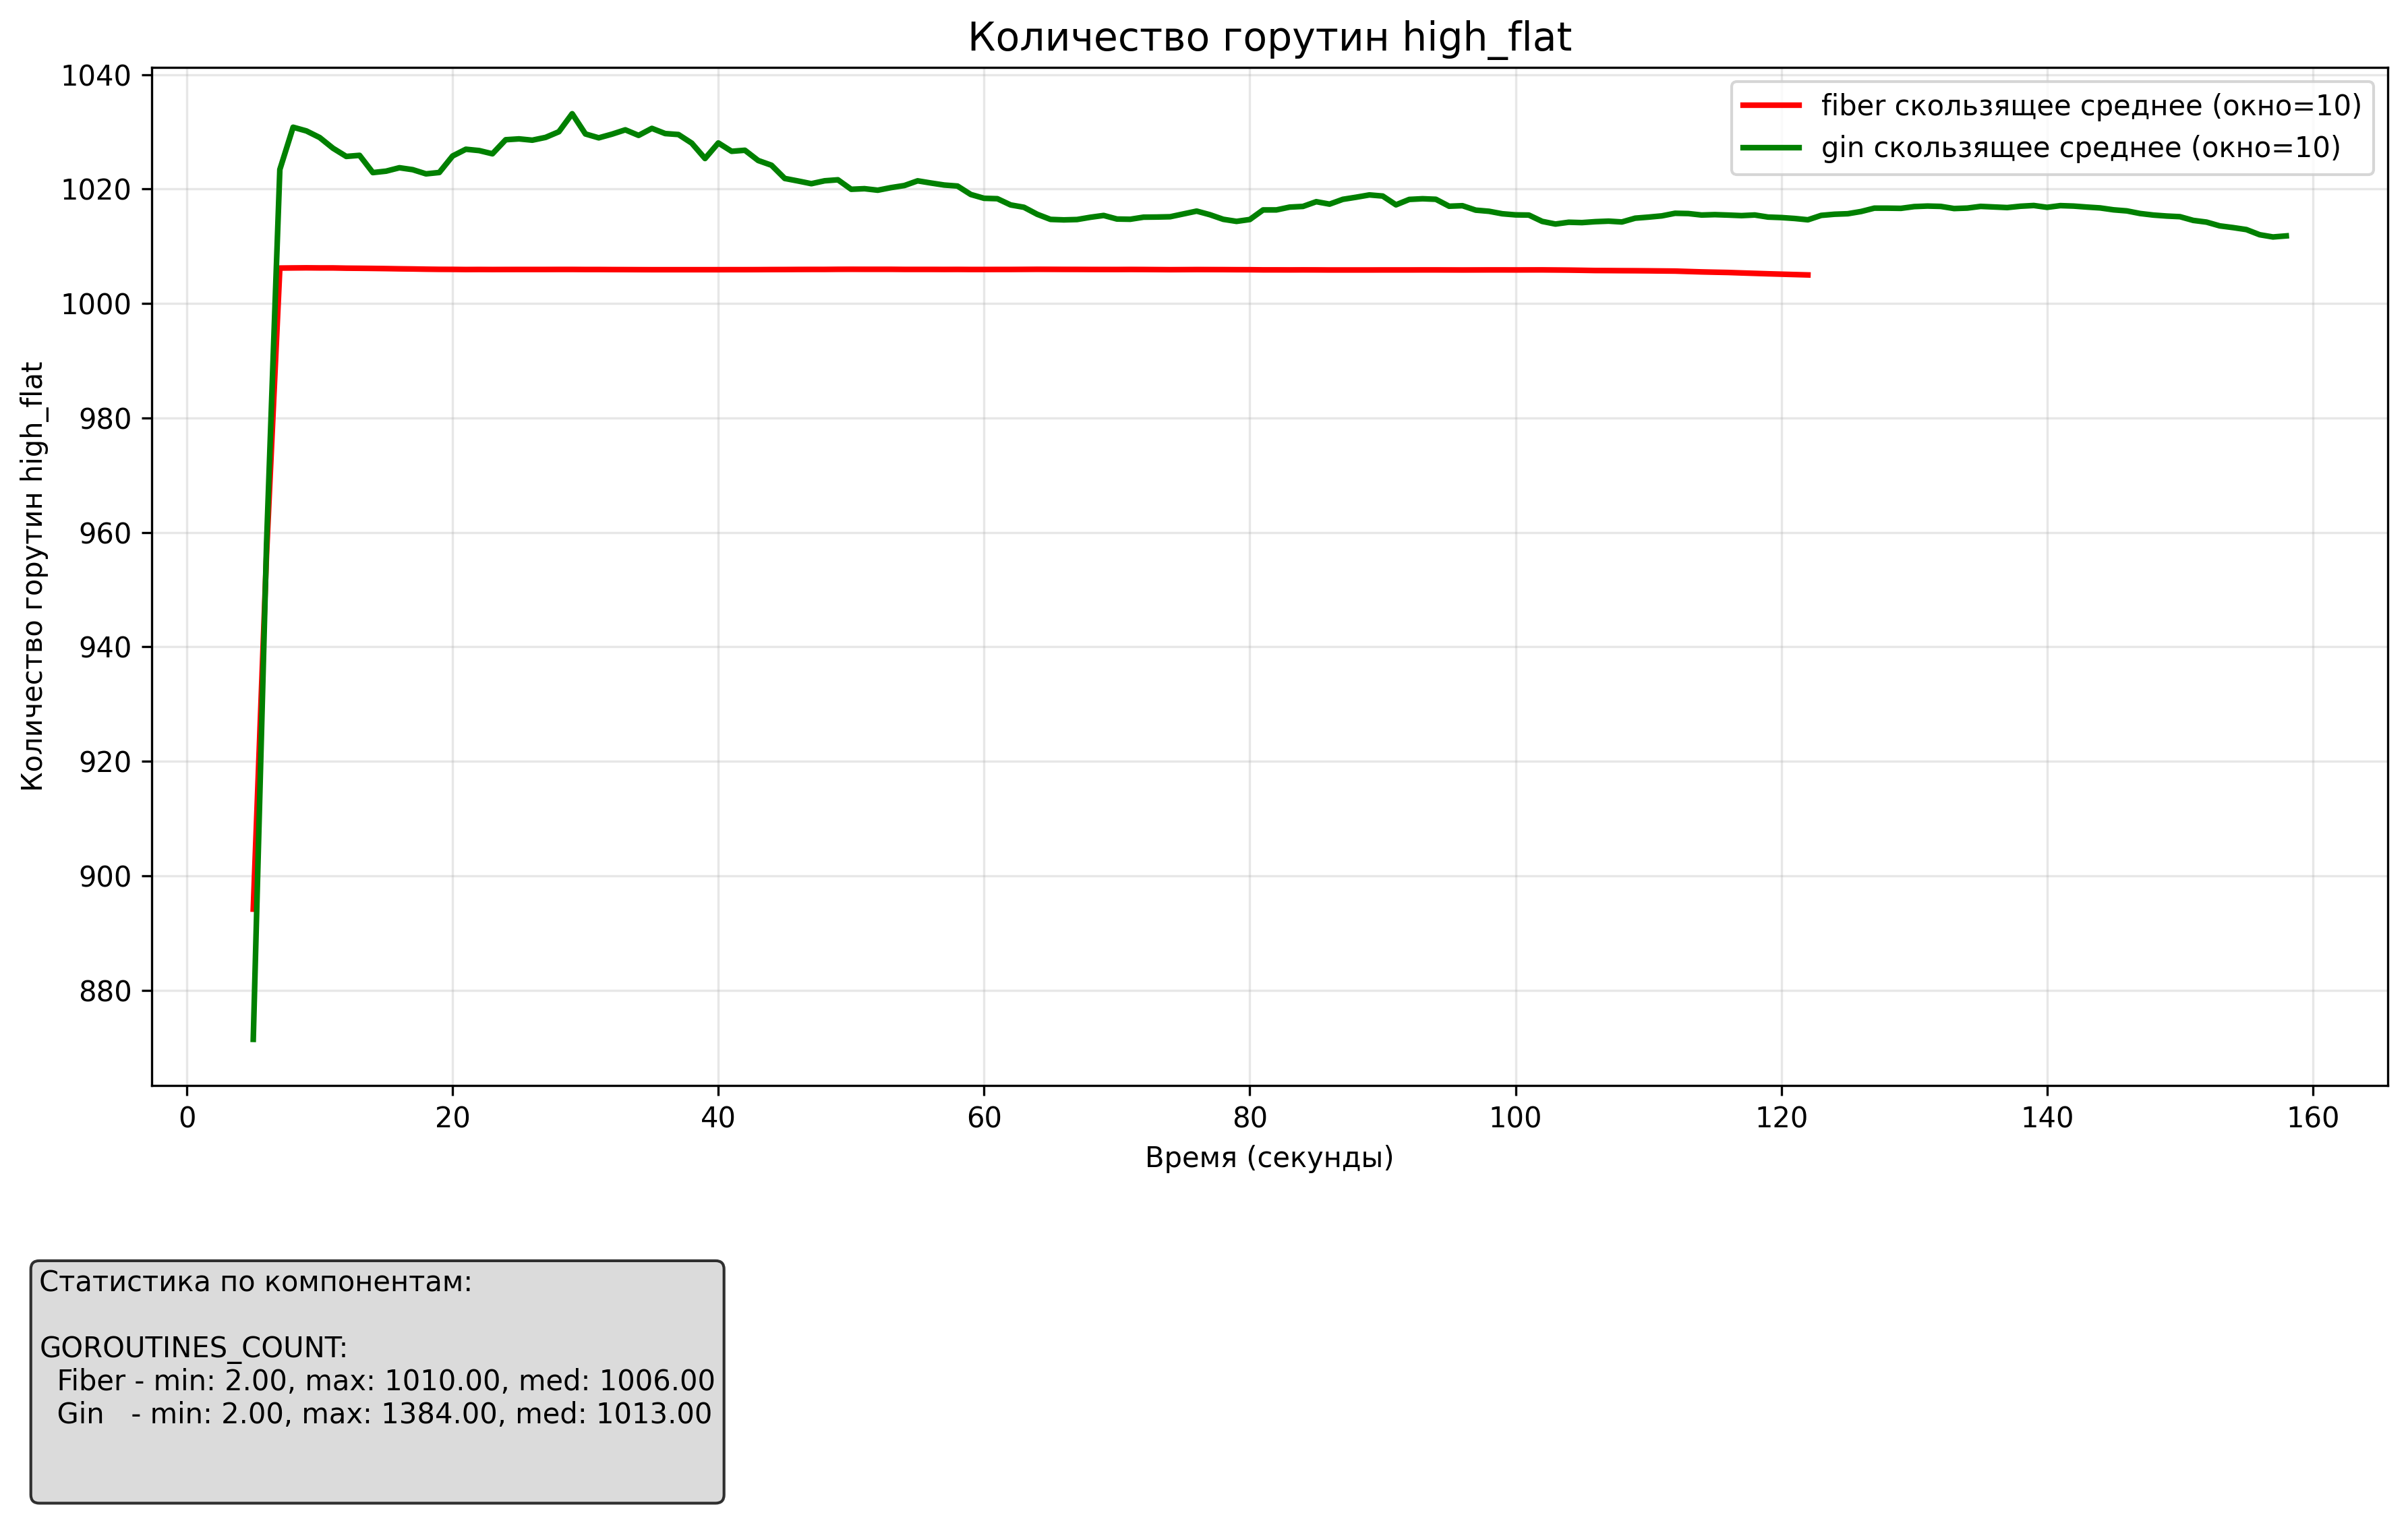 Количество горутин high_flat
fiber скользящее среднее (окно=10)
gin скользящее среднее (окно=10)
Количество горутин high_flat
1040
1020
1000
980
960
940
920
900
880
0 20 40 60 80 100 120 140 160
Время (секунды)
Статистика по компонентам:
GOROUTINES_COUNT:
Fiber - min: 2.00, max: 1010.00, med: 1006.00
Gin - min: 2.00, max: 1384.00, med: 1013.00